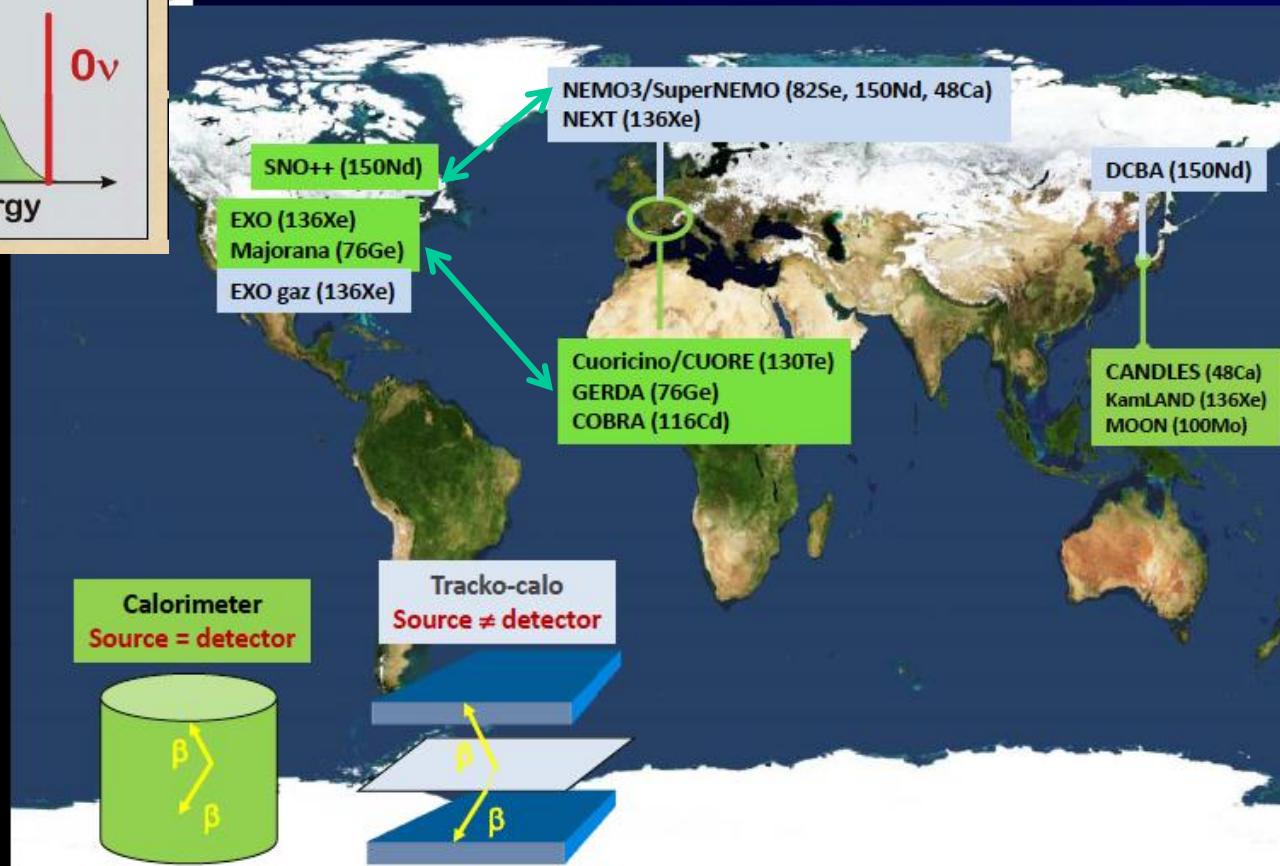 0ν
rgy
NEMO3/SuperNEMO (82Se, 150Nd, 48Ca)
NEXT (136Xe)
SNO++ (150Nd)
EXO (136Xe)
Majorana (76Ge)
EXO gaz (136Xe)
DCBA (150Nd)
Cuoricino/CUORE (130Te)
GERDA (76Ge)
COBRA (116Cd)
CANDLES (48Ca)
KamLAND (136Xe)
MOON (100Mo)
Calorimeter
Source = detector
Tracko-calo
Source ≠ detector
β
β
β
β